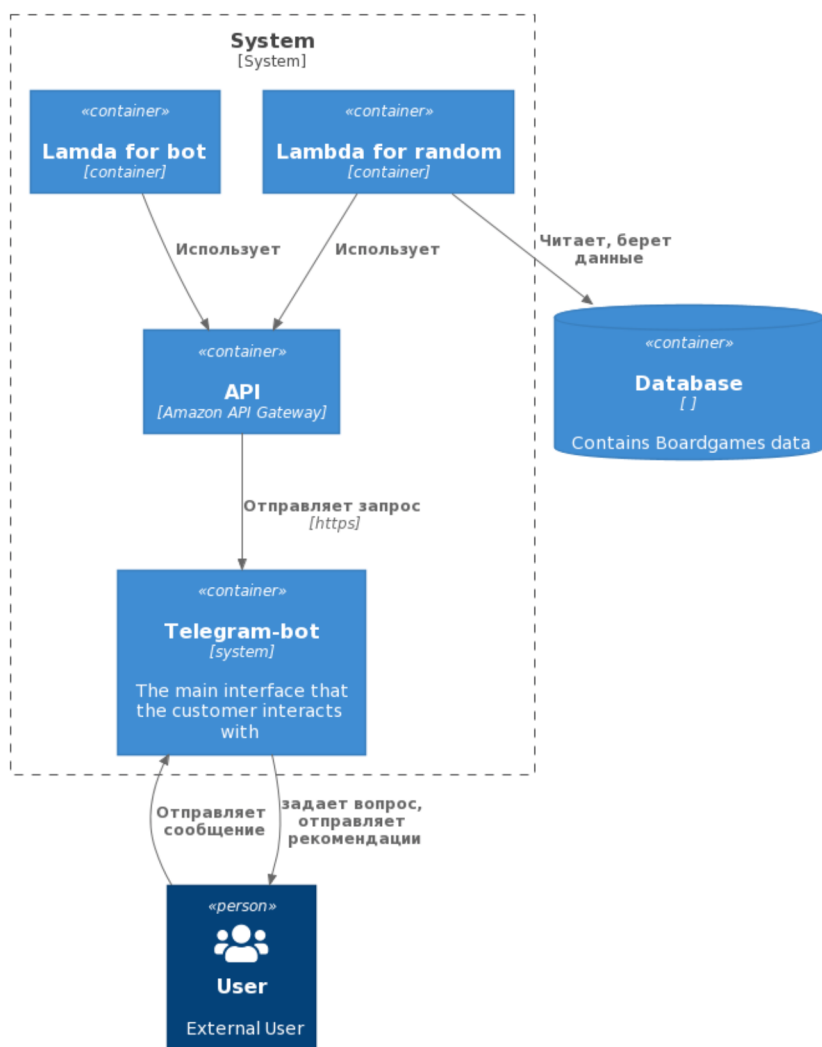 System
[System]
«container»
Lamda for bot
[container]
«container»
Lambda for random
[container]
Использует
Использует
Читает, берет
данные
«container»
API
[Amazon API Gateway]
«container»
Database
[ ]
Contains Boardgames data
Отправляет запрос
[https]
«container»
Telegram-bot
[system]
The main interface that
the customer interacts
with
Отправляет
сообщение
задает вопрос,
отправляет
рекомендации
«person»
User
External User